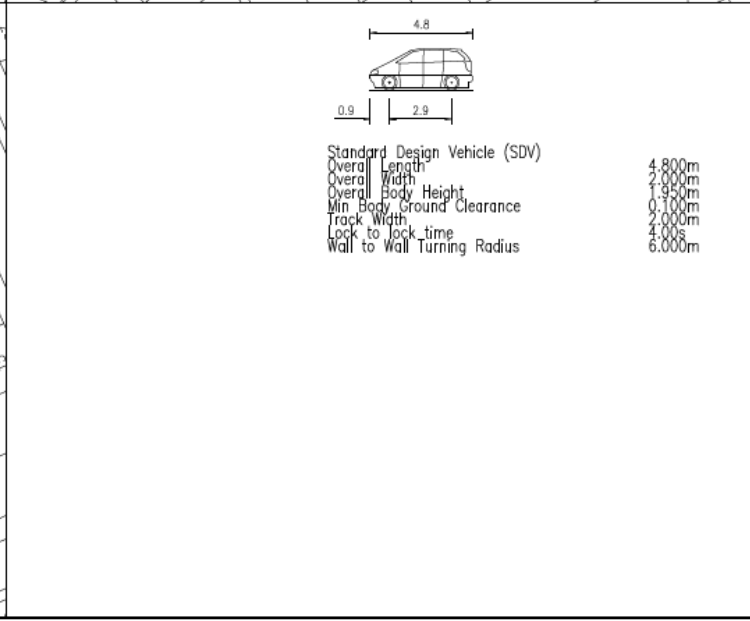 4.8
0.9 2.9
Standard Design Vehicle (SDV)
Overall Length 4.800m
Overall Width 2.000m
Overall Body Height 1.950m
Min Body Ground Clearance 0.100m
Track Width 2.000m
Lock to lock time 4.00s
Wall to Wall Turning Radius 6.000m